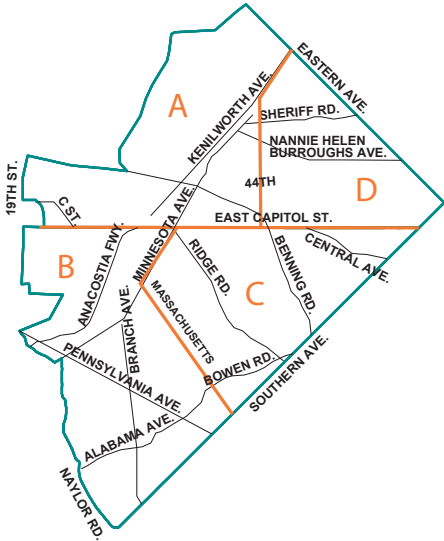 EASTERN AVE.
A
KENILWORTH AVE.
SHERIFF RD.
NANNIE HELEN
BURROUGHS AVE.
44TH
D
19TH ST.
C ST.
EAST CAPITOL ST.
ANACOSTIA FWY.
MINNESOTA AVE.
B
RIDGE RD.
BENNING RD.
CENTRAL AVE.
C
MASSACHUSETTS
BRANCH AVE.
PENNSYLVANIA AVE.
BOWEN RD.
SOUTHERN AVE.
ALABAMA AVE.
NAYLOR RD.